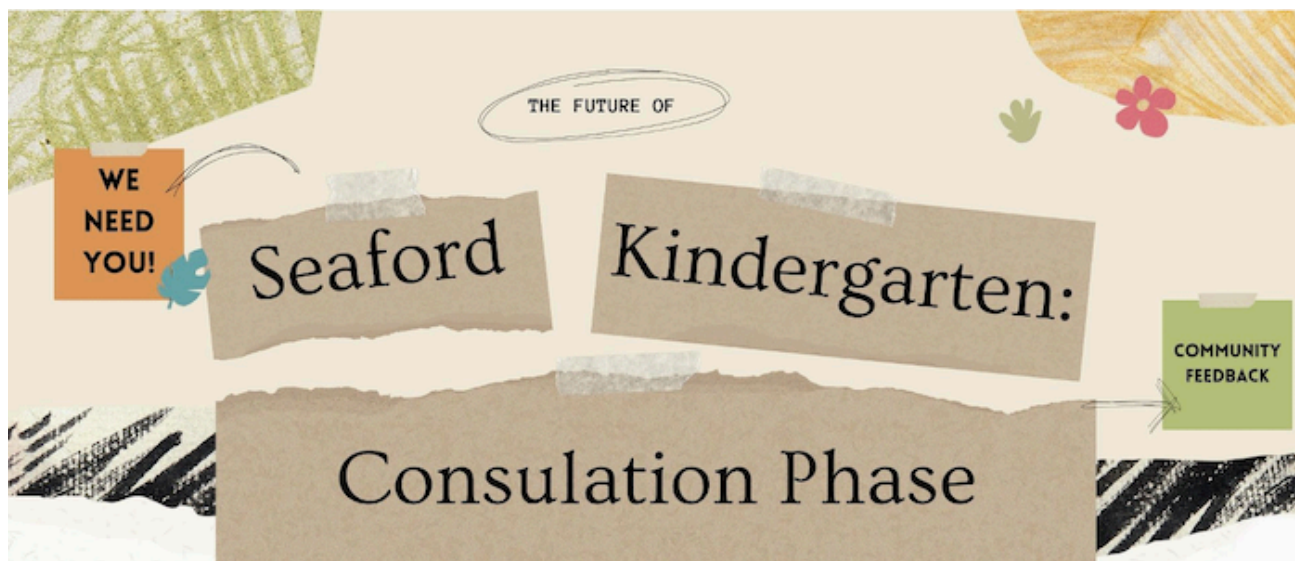 THE FUTURE OF
WE
NEED
YOU!
Seaford Kindergarten:
COMMUNITY
FEEDBACK
Consulation Phase